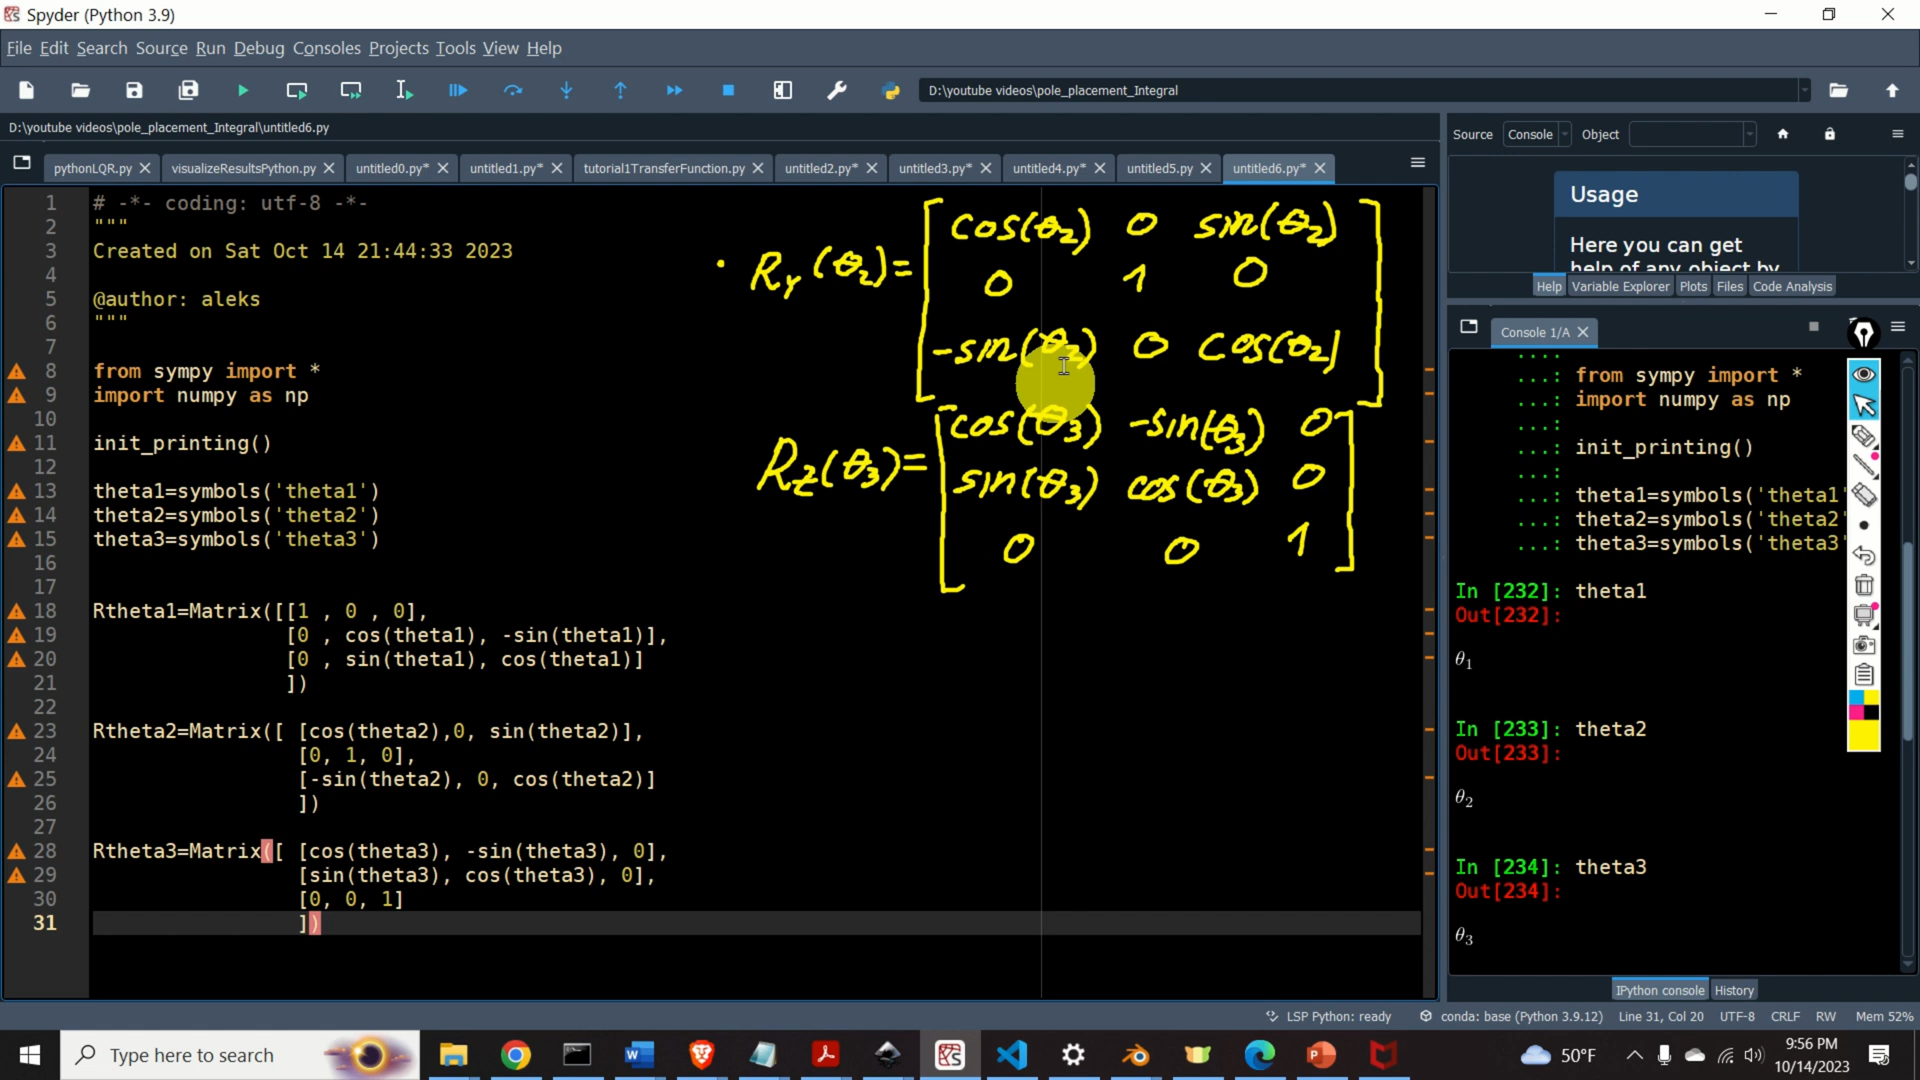 Spyder (Python 3.9)
File Edit Search Source Run Debug Consoles Projects Tools View Help
D:\youtube videos\pole_placement_Integral
D:\youtube videos\pole_placement_Integral\untitled6.py
pythonLQR.py visualizeResultsPython.py untitled0.py* untitled1.py* tutorial1TransferFunction.py untitled2.py* untitled3.py* untitled4.py* untitled5.py untitled6.py*
1 # -*- coding: utf-8 -*-
2 """
3 Created on Sat Oct 14 21:44:33 2023
4
5 @author: aleks
6 """
7
8 from sympy import *
9 import numpy as np
10
11 init_printing()
12
13 theta1=symbols('theta1')
14 theta2=symbols('theta2')
15 theta3=symbols('theta3')
16
17
18 Rtheta1=Matrix([[1 , 0 , 0],
19 [0 , cos(theta1), -sin(theta1)],
20 [0 , sin(theta1), cos(theta1)]
21 ])
22
23 Rtheta2=Matrix([ [cos(theta2),0, sin(theta2)],
24 [0, 1, 0],
25 [-sin(theta2), 0, cos(theta2)]
26 ])
27
28 Rtheta3=Matrix([ [cos(theta3), -sin(theta3), 0],
29 [sin(theta3), cos(theta3), 0],
30 [0, 0, 1]
31 ])
cos(θ2) 0 sin(θ2)
• Ry(θ2)= 0 1 0
-sin(θ2) 0 cos(θ2)
cos(θ3) -sin(θ3) 0
Rz(θ3)= sin(θ3) cos(θ3) 0
0 0 1
Source Console Object
Usage
Here you can get
help of any object by
Help Variable Explorer Plots Files Code Analysis
Console 1/A
...:
...: from sympy import *
...: import numpy as np
...:
...: init_printing()
...:
...: theta1=symbols('theta1'
...: theta2=symbols('theta2'
...: theta3=symbols('theta3'
In [232]: theta1
Out[232]:
θ1
In [233]: theta2
Out[233]:
θ2
In [234]: theta3
Out[234]:
θ3
IPython console History
LSP Python: ready conda: base (Python 3.9.12) Line 31, Col 20 UTF-8 CRLF RW Mem 52%
Type here to search
50°F
9:56 PM
10/14/2023